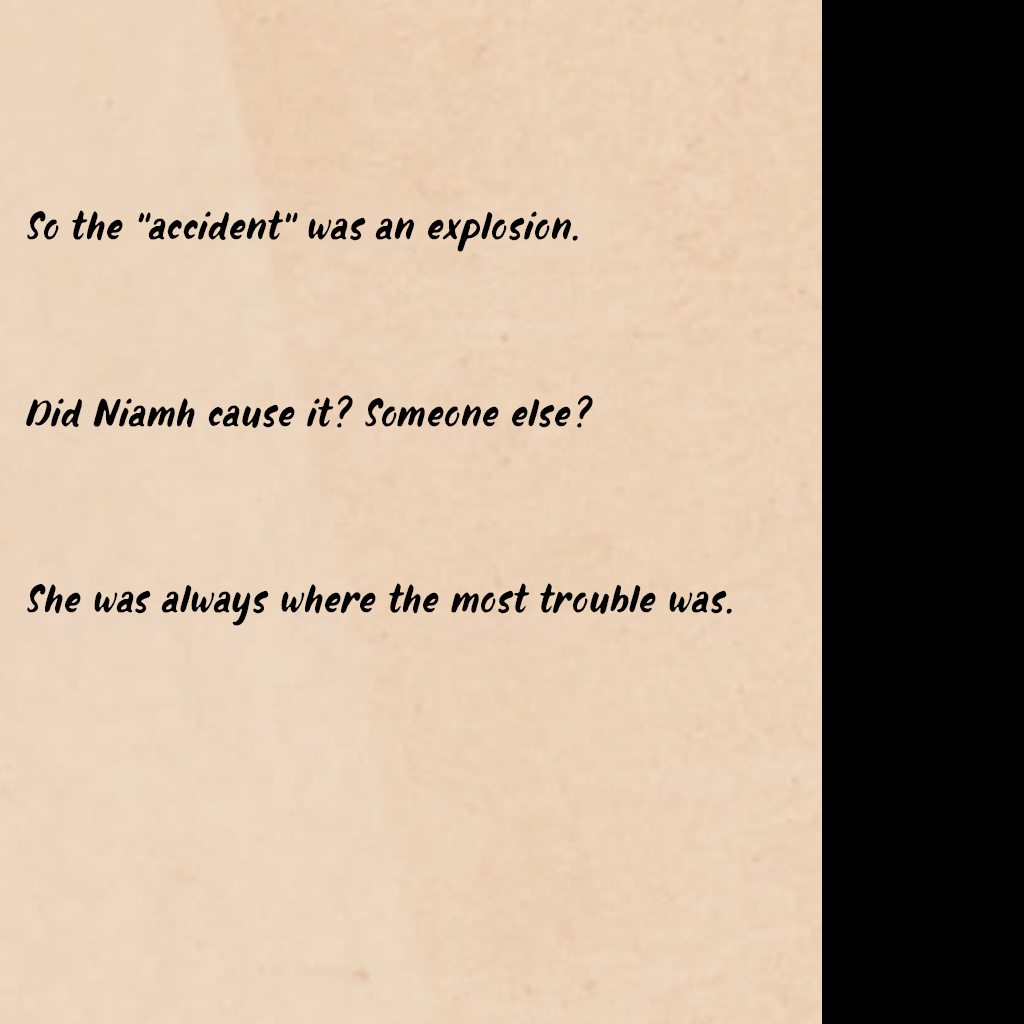 So the "accident" was an explosion.
Did Niamh cause it? Someone else?
She was always where the most trouble was.